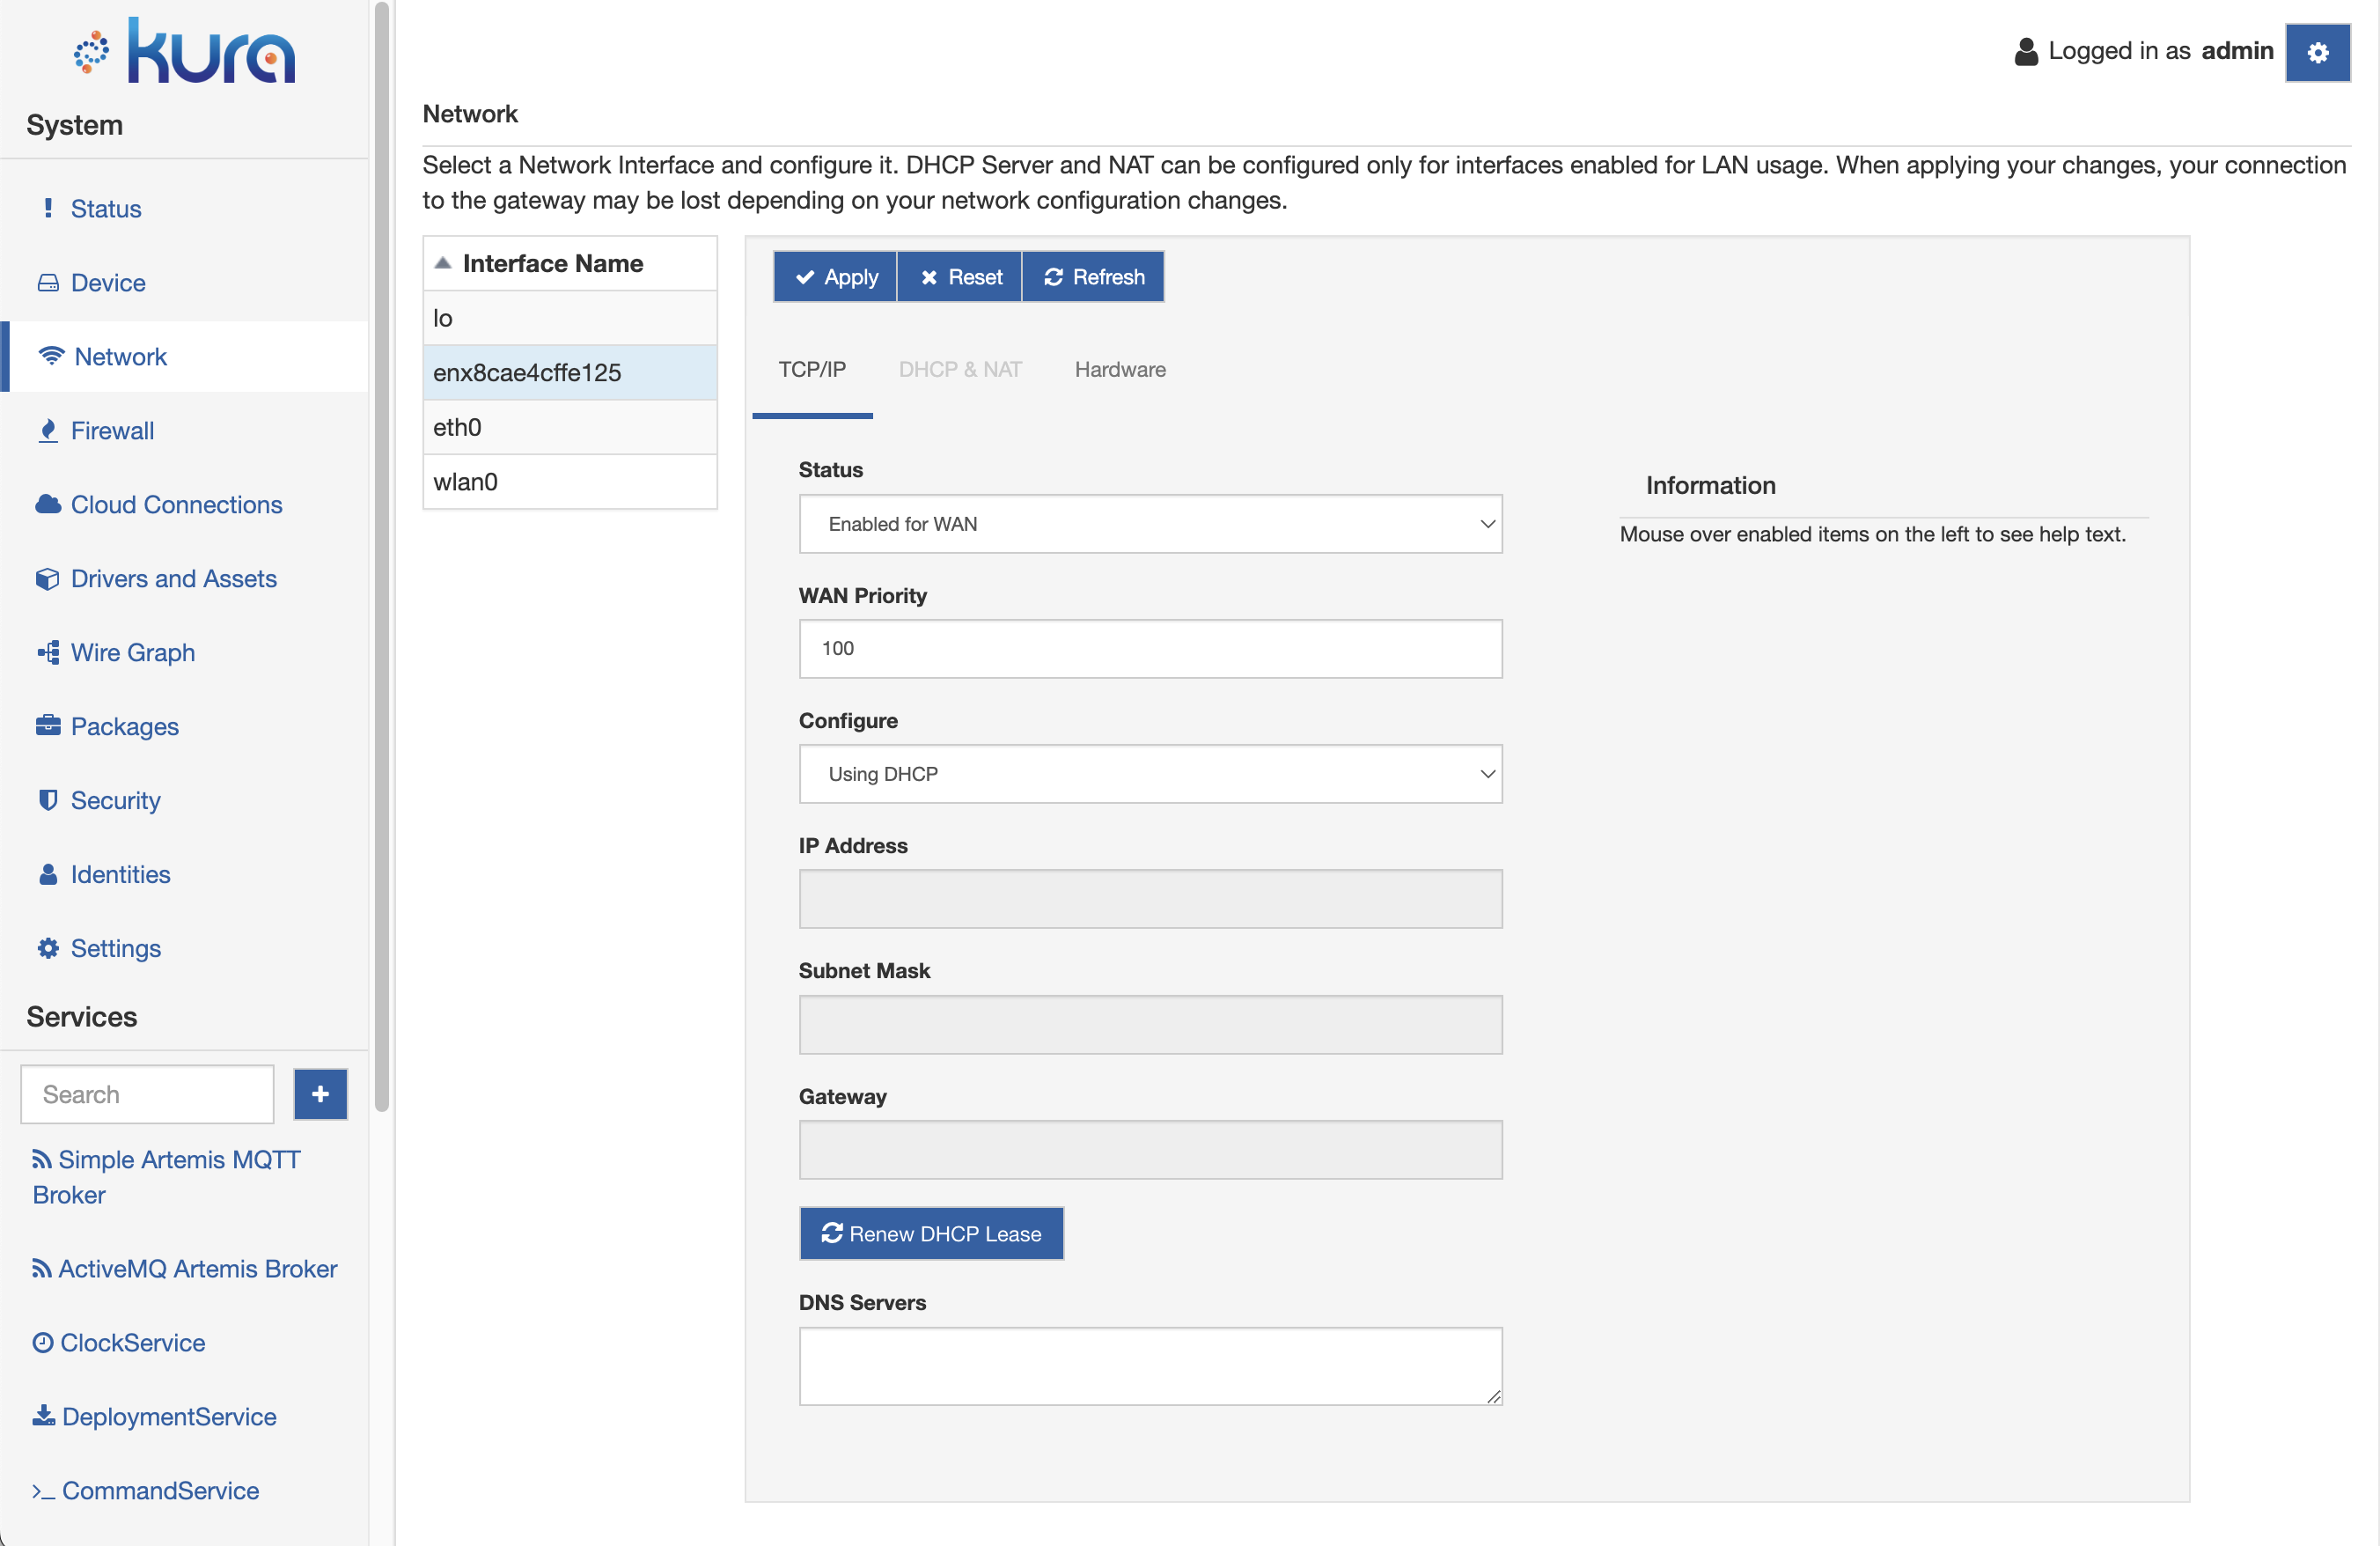 kura
System
Status
Device
Network
Firewall
Cloud Connections
Drivers and Assets
Wire Graph
Packages
Security
Identities
Settings
Services
Search
Simple Artemis MQTT
Broker
ActiveMQ Artemis Broker
ClockService
DeploymentService
CommandService
Logged in as admin
Network
Select a Network Interface and configure it. DHCP Server and NAT can be configured only for interfaces enabled for LAN usage. When applying your changes, your connection
to the gateway may be lost depending on your network configuration changes.
Interface Name
lo
enx8cae4cffe125
eth0
wlan0
Apply Reset Refresh
TCP/IP DHCP & NAT Hardware
Status
Enabled for WAN
WAN Priority
100
Configure
Using DHCP
IP Address
Subnet Mask
Gateway
Renew DHCP Lease
DNS Servers
Information
Mouse over enabled items on the left to see help text.